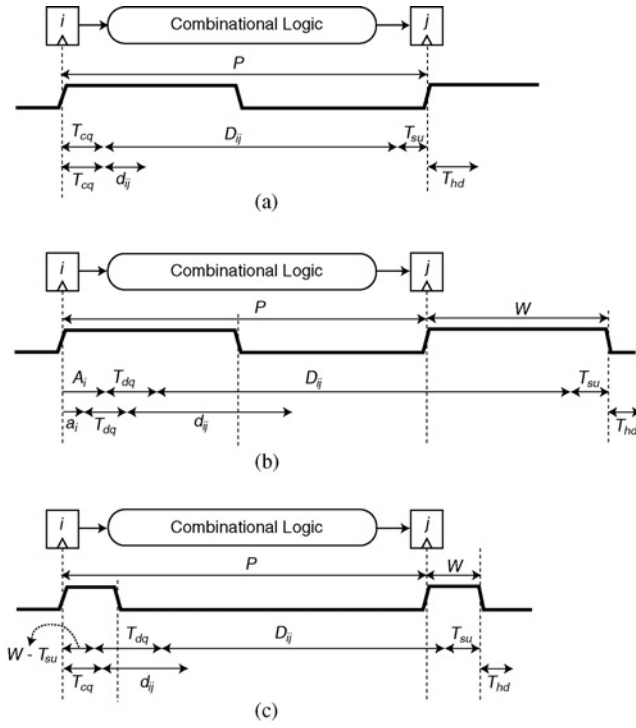 i Combinational Logic j
P
T_cq D_ij T_su
T_cq d_ij T_hd
(a)
i Combinational Logic j
P W
A_i T_dq D_ij T_su
a_i T_dq d_ij T_hd
(b)
i Combinational Logic j
P W
W - T_su T_dq D_ij T_su
T_cq d_ij T_hd
(c)